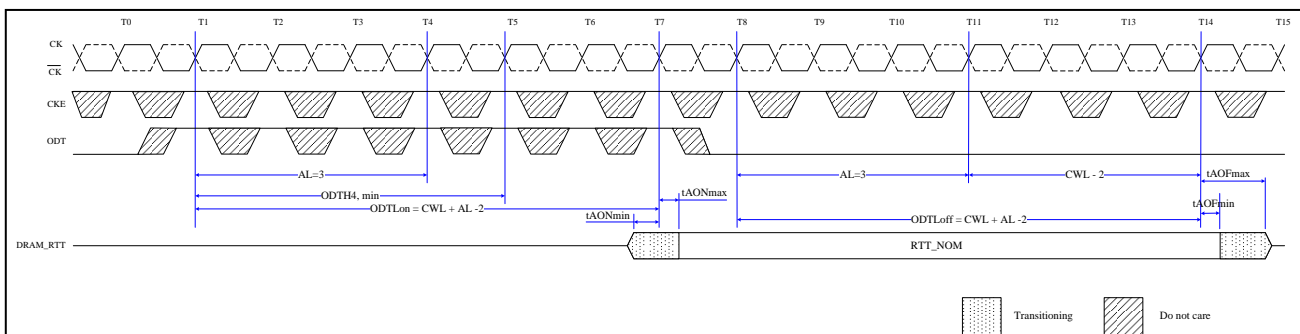 T0 T1 T2 T3 T4 T5 T6 T7 T8 T9 T10 T11 T12 T13 T14 T15
CK
CK
CKE
ODT
AL=3 AL=3 CWL - 2 tAOFmax
ODTH4, min tAONmax
ODTLon = CWL + AL -2 tAOFmin
tAONmin ODTLoff = CWL + AL -2
DRAM_RTT RTT_NOM
Transitioning Do not care